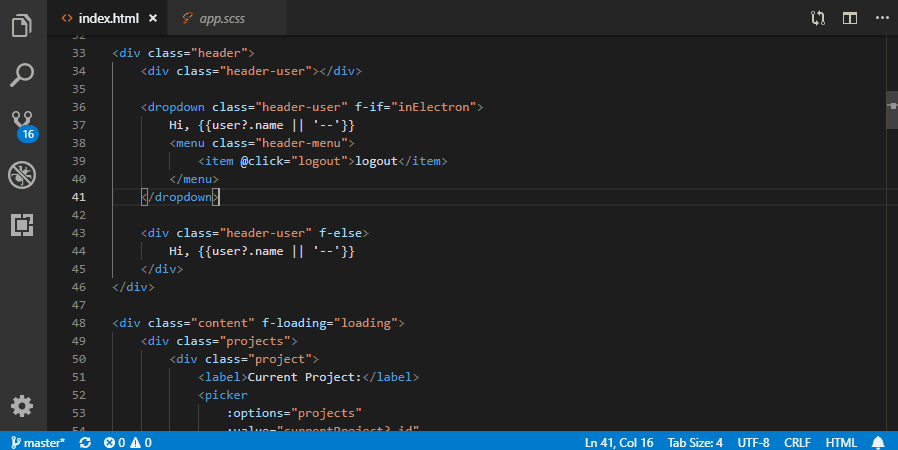 index.html × app.scss
32
33 <div class="header">
34 <div class="header-user"></div>
35
36 <dropdown class="header-user" f-if="inElectron">
37 Hi, {{user?.name || '--'}}
38 <menu class="header-menu">
39 <item @click="logout">logout</item>
40 </menu>
41 </dropdown>
42
43 <div class="header-user" f-else>
44 Hi, {{user?.name || '--'}}
45 </div>
46 </div>
47
48 <div class="content" f-loading="loading">
49 <div class="projects">
50 <div class="project">
51 <label>Current Project:</label>
52 <picker
53 :options="projects"
54 :value="currentProject?.id"
16
master* 0 0 Ln 41, Col 16 Tab Size: 4 UTF-8 CRLF HTML